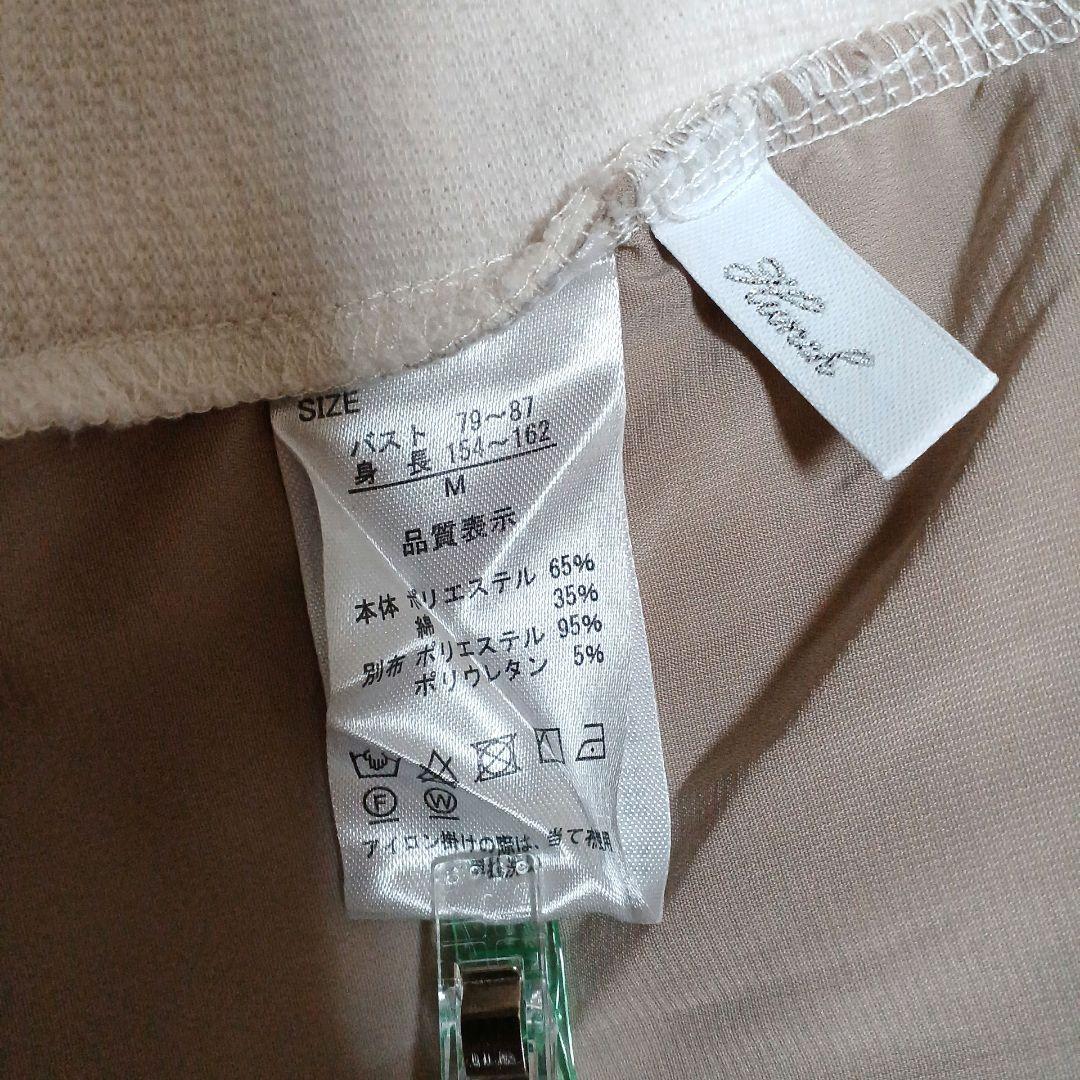 SIZE
バスト 79～87
身 長 154～162
M
品質表示
本体 ポリエステル 65%
綿 35%
別布 ポリエステル 95%
ポリウレタン 5%
F W
アイロン掛けの際は、当て布使用